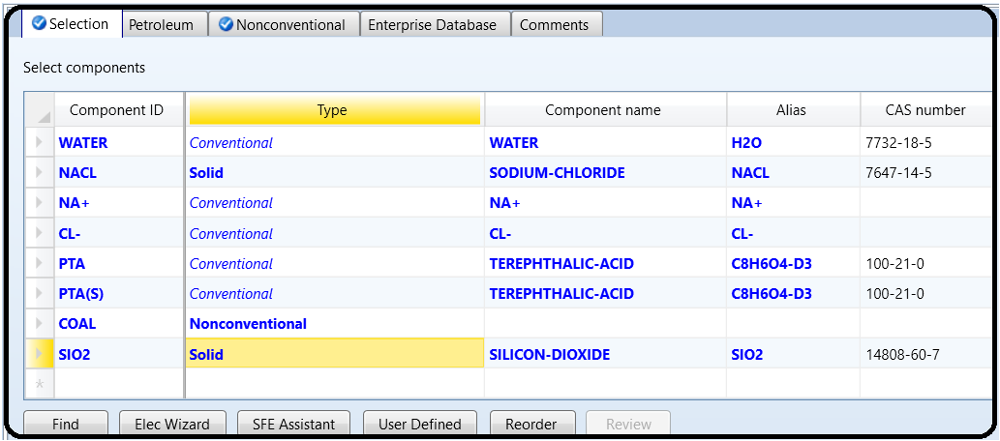 Selection Petroleum Nonconventional Enterprise Database Comments
Select components
Component ID Type Component name Alias CAS number
WATER Conventional WATER H2O 7732-18-5
NACL Solid SODIUM-CHLORIDE NACL 7647-14-5
NA+ Conventional NA+ NA+
CL- Conventional CL- CL-
PTA Conventional TEREPHTHALIC-ACID C8H6O4-D3 100-21-0
PTA(S) Conventional TEREPHTHALIC-ACID C8H6O4-D3 100-21-0
COAL Nonconventional
SIO2 Solid SILICON-DIOXIDE SIO2 14808-60-7
*
Find Elec Wizard SFE Assistant User Defined Reorder Review